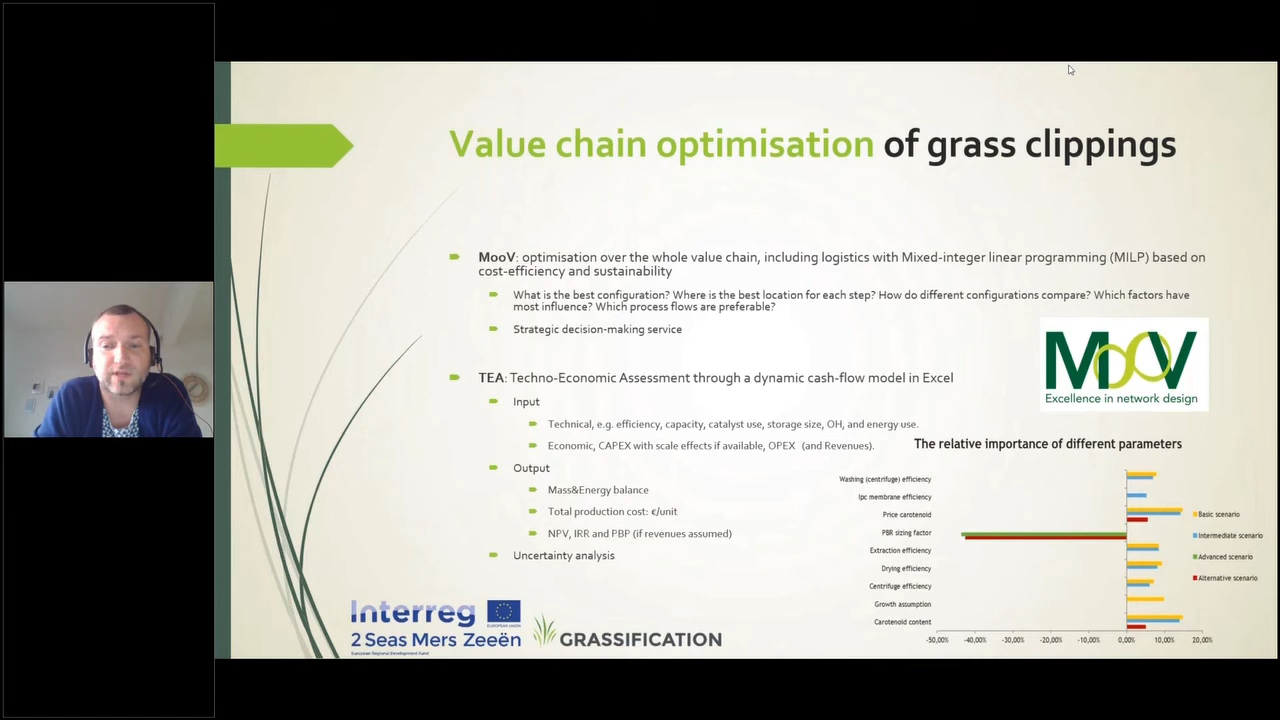 Value chain optimisation of grass clippings
MooV: optimisation over the whole value chain, including logistics with Mixed-integer linear programming (MILP) based on
cost-efficiency and sustainability
What is the best configuration? Where is the best location for each step? How do different configurations compare? Which factors have
most influence? Which process flows are preferable?
Strategic decision-making service
MooV
Excellence in network design
TEA: Techno-Economic Assessment through a dynamic cash-flow model in Excel
Input
Technical, e.g. efficiency, capacity, catalyst use, storage size, OH, and energy use.
Economic, CAPEX with scale effects if available, OPEX (and Revenues).
Output
Mass&Energy balance
Total production cost: €/unit
NPV, IRR and PBP (if revenues assumed)
Uncertainty analysis
The relative importance of different parameters
Washing (centrifuge) efficiency
Ipc membrane efficiency
Price carotenoid
PBR sizing factor
Extraction efficiency
Drying efficiency
Centrifuge efficiency
Growth assumption
Carotenoid content
-50,00% -40,00% -30,00% -20,00% -10,00% 0,00% 10,00% 20,00%
Basic scenario
Intermediate scenario
Advanced scenario
Alternative scenario
Interreg
EUROPEAN UNION
2 Seas Mers Zeeën
European Regional Development Fund
GRASSIFICATION